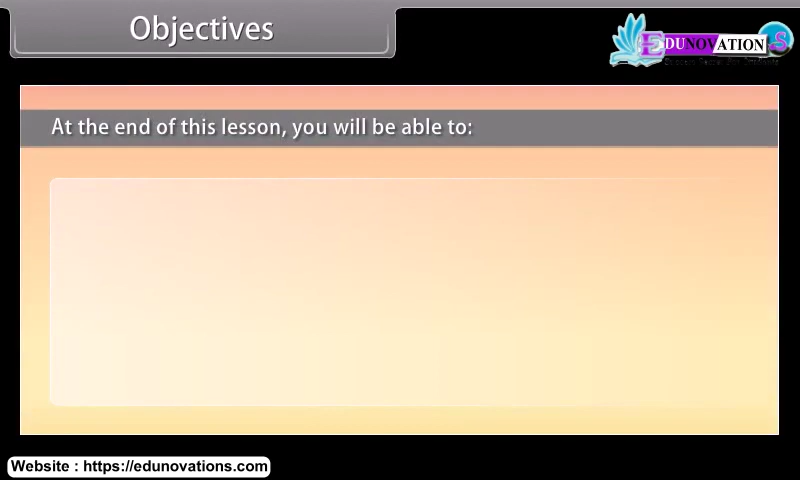 Objectives
EDUNOVATION.S
At the end of this lesson, you will be able to:
Website : https://edunovations.com